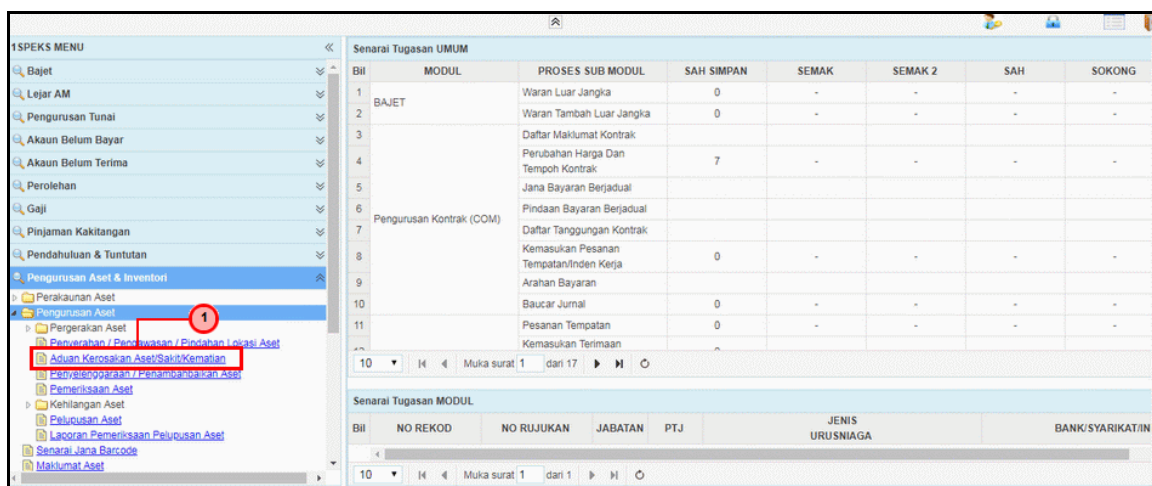 1SPEKS MENU
Bajet
Lejar AM
Pengurusan Tunai
Akaun Belum Bayar
Akaun Belum Terima
Perolehan
Gaji
Pinjaman Kakitangan
Pendahuluan & Tuntutan
Pengurusan Aset & Inventori
Perakaunan Aset
Pengurusan Aset
1
Pergerakan Aset
Penyerahan / Pengawasan / Pindahan Lokasi Aset
Aduan Kerosakan Aset/Sakit/Kematian
Penyelenggaraan / Penambahbaikan Aset
Pemeriksaan Aset
Kehilangan Aset
Pelupusan Aset
Laporan Pemeriksaan Pelupusan Aset
Senarai Jana Barcode
Maklumat Aset
Senarai Tugasan UMUM
Bil MODUL PROSES SUB MODUL SAH SIMPAN SEMAK SEMAK 2 SAH SOKONG
1 BAJET Waran Luar Jangka 0 - - - -
2 Waran Tambah Luar Jangka 0 - - - -
3 Pengurusan Kontrak (COM) Daftar Maklumat Kontrak
4 Perubahan Harga Dan
Tempoh Kontrak 7 - - - -
5 Jana Bayaran Berjadual
6 Pindaan Bayaran Berjadual
7 Daftar Tanggungan Kontrak
8 Kemasukan Pesanan
Tempatan/Inden Kerja 0 - - - -
9 Arahan Bayaran
10 Baucar Jurnal 0 - - - -
11 Pesanan Tempatan 0 - - - -
Kemasukan Terimaan
10 Muka surat 1 dari 17
Senarai Tugasan MODUL
Bil NO REKOD NO RUJUKAN JABATAN PTJ JENIS
URUSNIAGA BANK/SYARIKAT/IN
10 Muka surat 1 dari 1